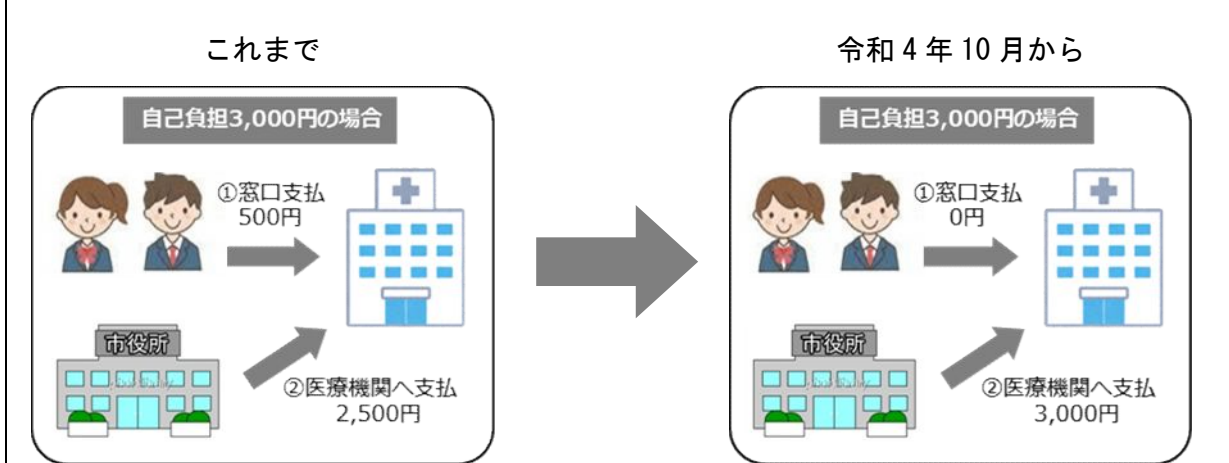 これまで
自己負担3,000円の場合
①窓口支払
500円
市役所
②医療機関へ支払
2,500円
令和4年10月から
自己負担3,000円の場合
①窓口支払
0円
市役所
②医療機関へ支払
3,000円